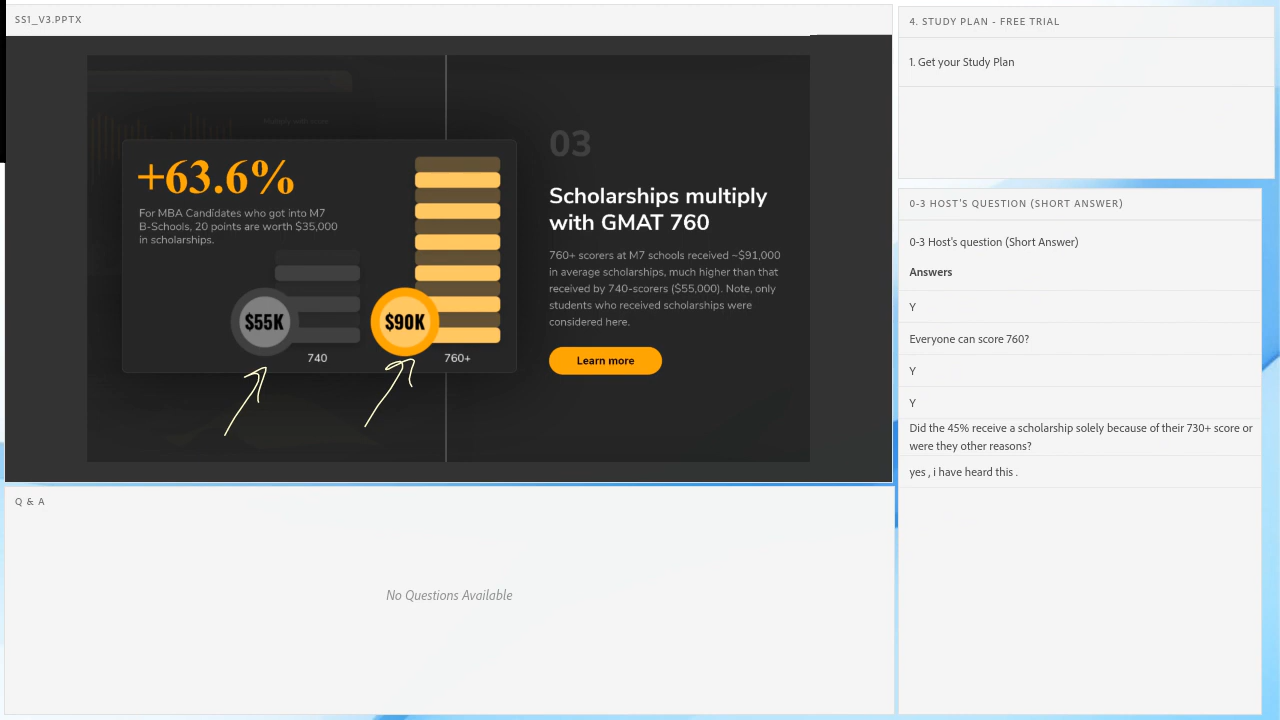 SS1_V3.PPTX
+63.6%
For MBA Candidates who got into M7
B-Schools, 20 points are worth $35,000
in scholarships.
$55K
$90K
740
760+
03
Scholarships multiply
with GMAT 760
760+ scorers at M7 schools received ~$91,000
in average scholarships, much higher than that
received by 740-scorers ($55,000). Note, only
students who received scholarships were
considered here.
Learn more
Q & A
No Questions Available
4. STUDY PLAN - FREE TRIAL
1. Get your Study Plan
0-3 HOST'S QUESTION (SHORT ANSWER)
0-3 Host's question (Short Answer)
Answers
Y
Everyone can score 760?
Y
Y
Did the 45% receive a scholarship solely because of their 730+ score or
were they other reasons?
yes , i have heard this .